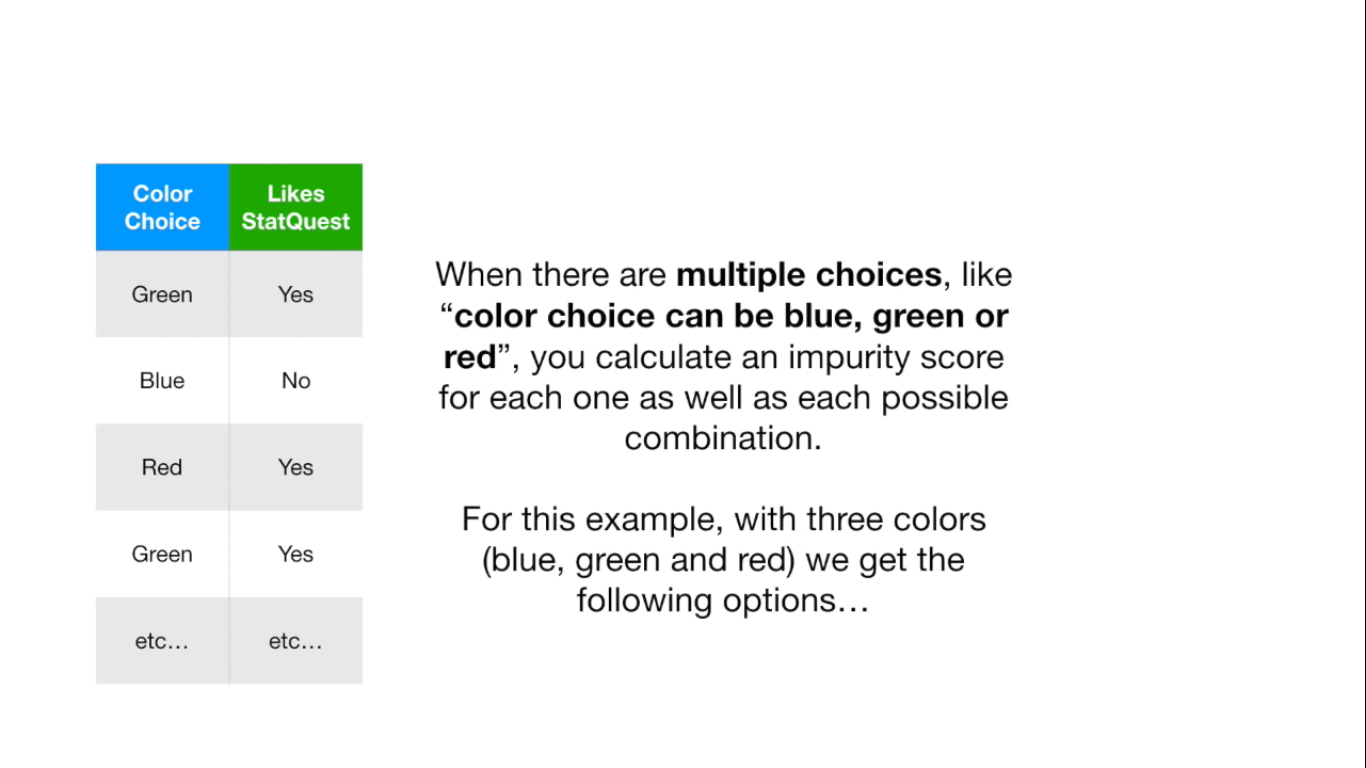 Color Choice
Likes StatQuest
Green Yes
Blue No
Red Yes
Green Yes
etc… etc…
When there are multiple choices, like
“color choice can be blue, green or
red”, you calculate an impurity score
for each one as well as each possible
combination.
For this example, with three colors
(blue, green and red) we get the
following options…